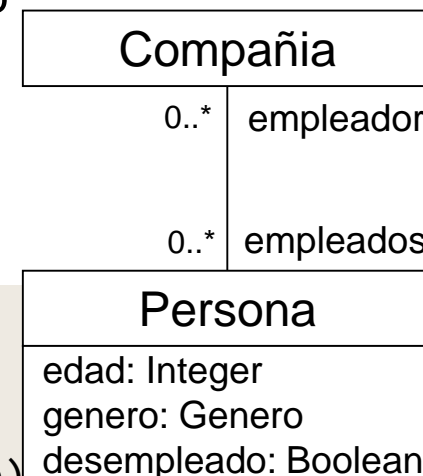 Compañia
0..* empleador
0..* empleados
Persona
edad: Integer
genero: Genero
desempleado: Boolean
)